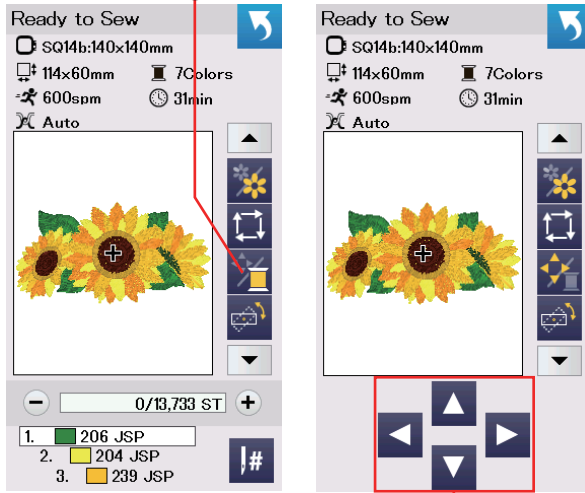 Ready to Sew
SQ14b:140x140mm
114x60mm 7Colors
600spm 31min
Auto
0/13,733 ST
1. 206 JSP
2. 204 JSP
3. 239 JSP
#
Ready to Sew
SQ14b:140x140mm
114x60mm 7Colors
600spm 31min
Auto